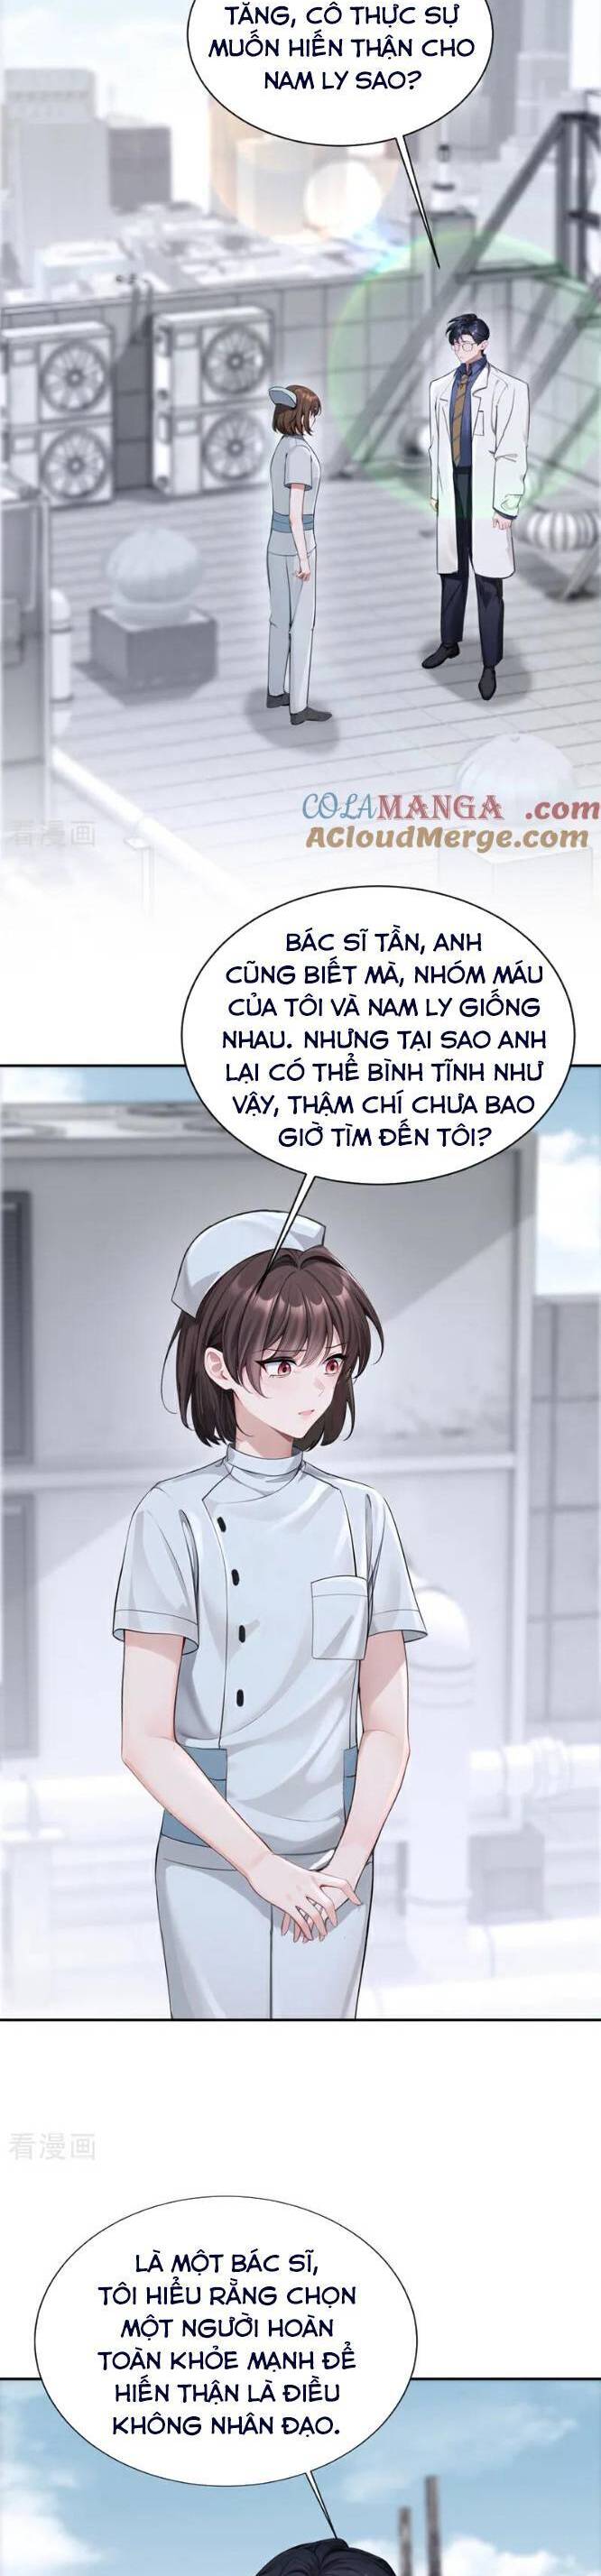 TĂNG, CÔ THỰC SỰ
MUỐN HIẾN THẬN CHO
NAM LY SAO?
COLAMANGA.com
AcloudMerge.com
看漫画
BÁC SĨ TẦN, ANH
CŨNG BIẾT MÀ, NHÓM MÁU
CỦA TÔI VÀ NAM LY GIỐNG
NHAU. NHƯNG TẠI SAO ANH
LẠI CÓ THỂ BÌNH TĨNH NHƯ
VẬY, THẬM CHÍ CHƯA BAO
GIỜ TÌM ĐẾN TÔI?
看漫画
LÀ MỘT BÁC SĨ,
TÔI HIỂU RẰNG CHỌN
MỘT NGƯỜI HOÀN
TOÀN KHỎE MẠNH ĐỂ
HIẾN THẬN LÀ ĐIỀU
KHÔNG NHÂN ĐẠO.